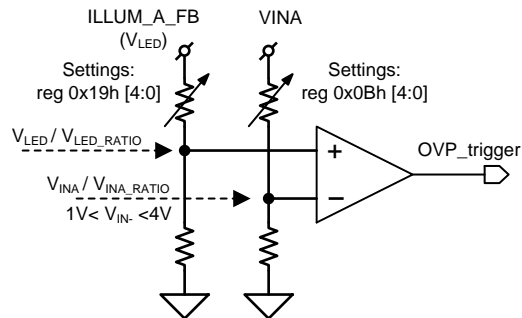 ILLUM_A_FB
(VLED)
VINA
Settings:
reg 0x19h [4:0]
Settings:
reg 0x0Bh [4:0]
VLED / VLED_RATIO
VINA / VINA_RATIO
1V< VIN- <4V
+
−
OVP_trigger